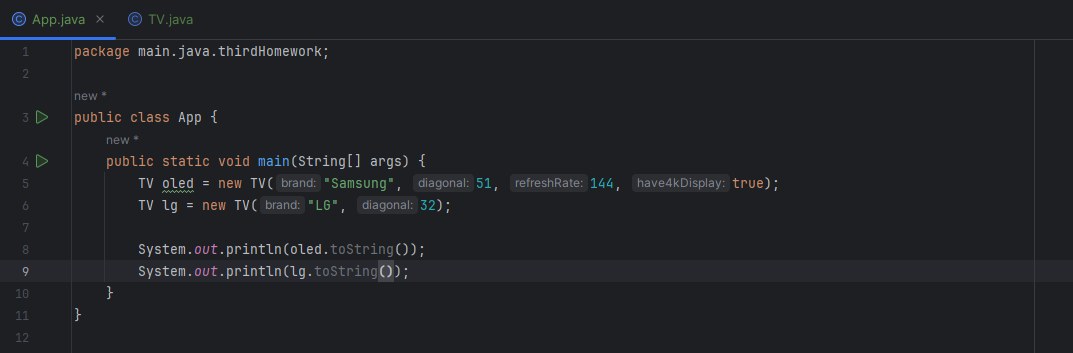 App.java × TV.java
1 package main.java.thirdHomework;
2
new *
3 public class App {
new *
4 public static void main(String[] args) {
5 TV oled = new TV( brand: "Samsung", diagonal: 51, refreshRate: 144, have4kDisplay: true);
6 TV lg = new TV( brand: "LG", diagonal: 32);
7
8 System.out.println(oled.toString());
9 System.out.println(lg.toString());
10 }
11 }
12